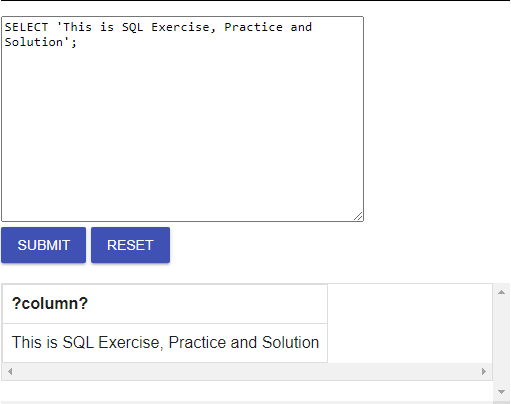 SELECT 'This is SQL Exercise, Practice and
Solution';
SUBMIT RESET
?column?
This is SQL Exercise, Practice and Solution